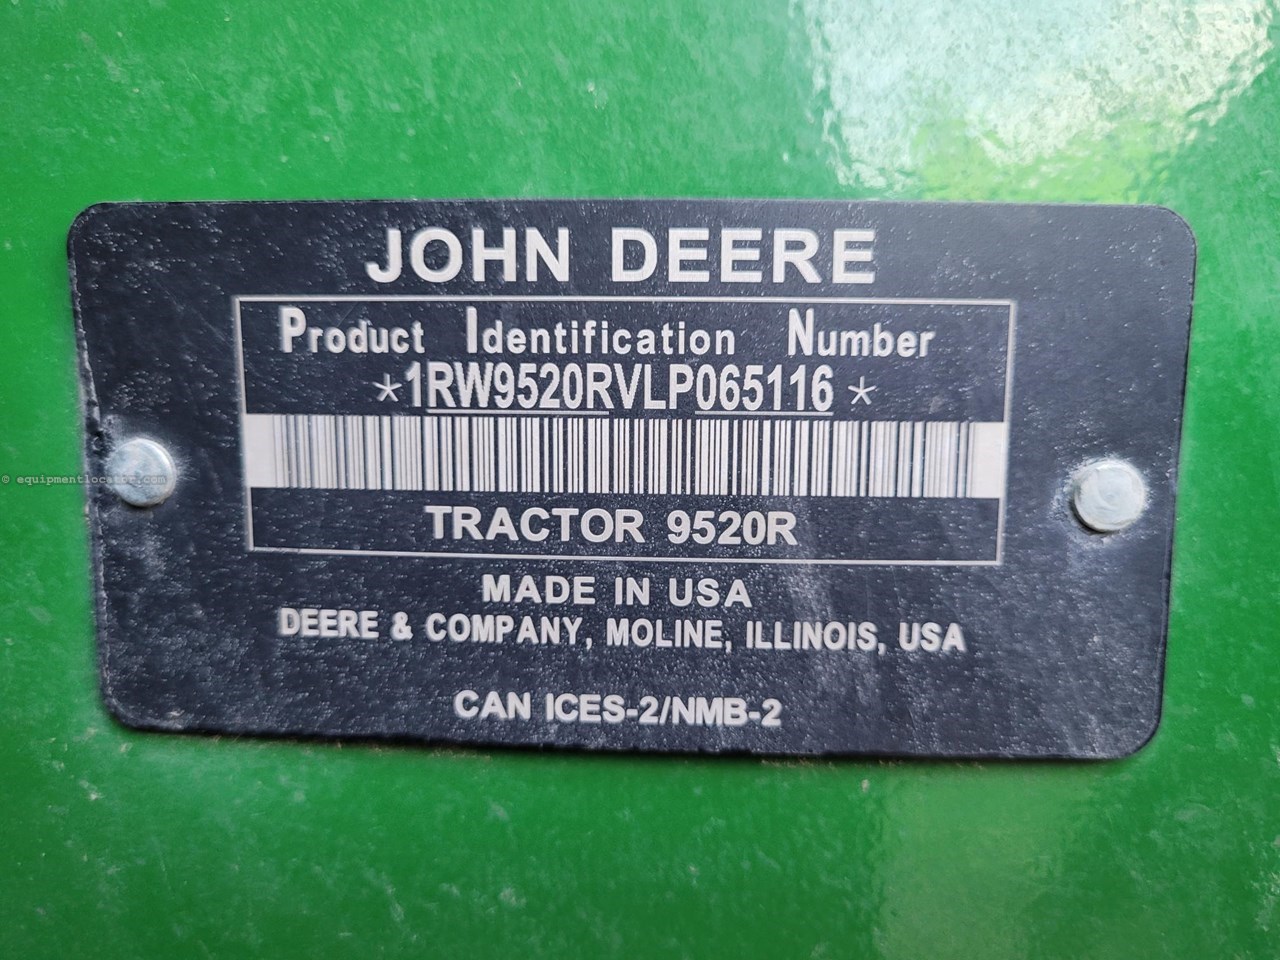 JOHN DEERE
Product Identification Number
*1RW9520RVLP065116*
TRACTOR 9520R
MADE IN USA
DEERE & COMPANY, MOLINE, ILLINOIS, USA
CAN ICES-2/NMB-2
© equipmentlocator.com